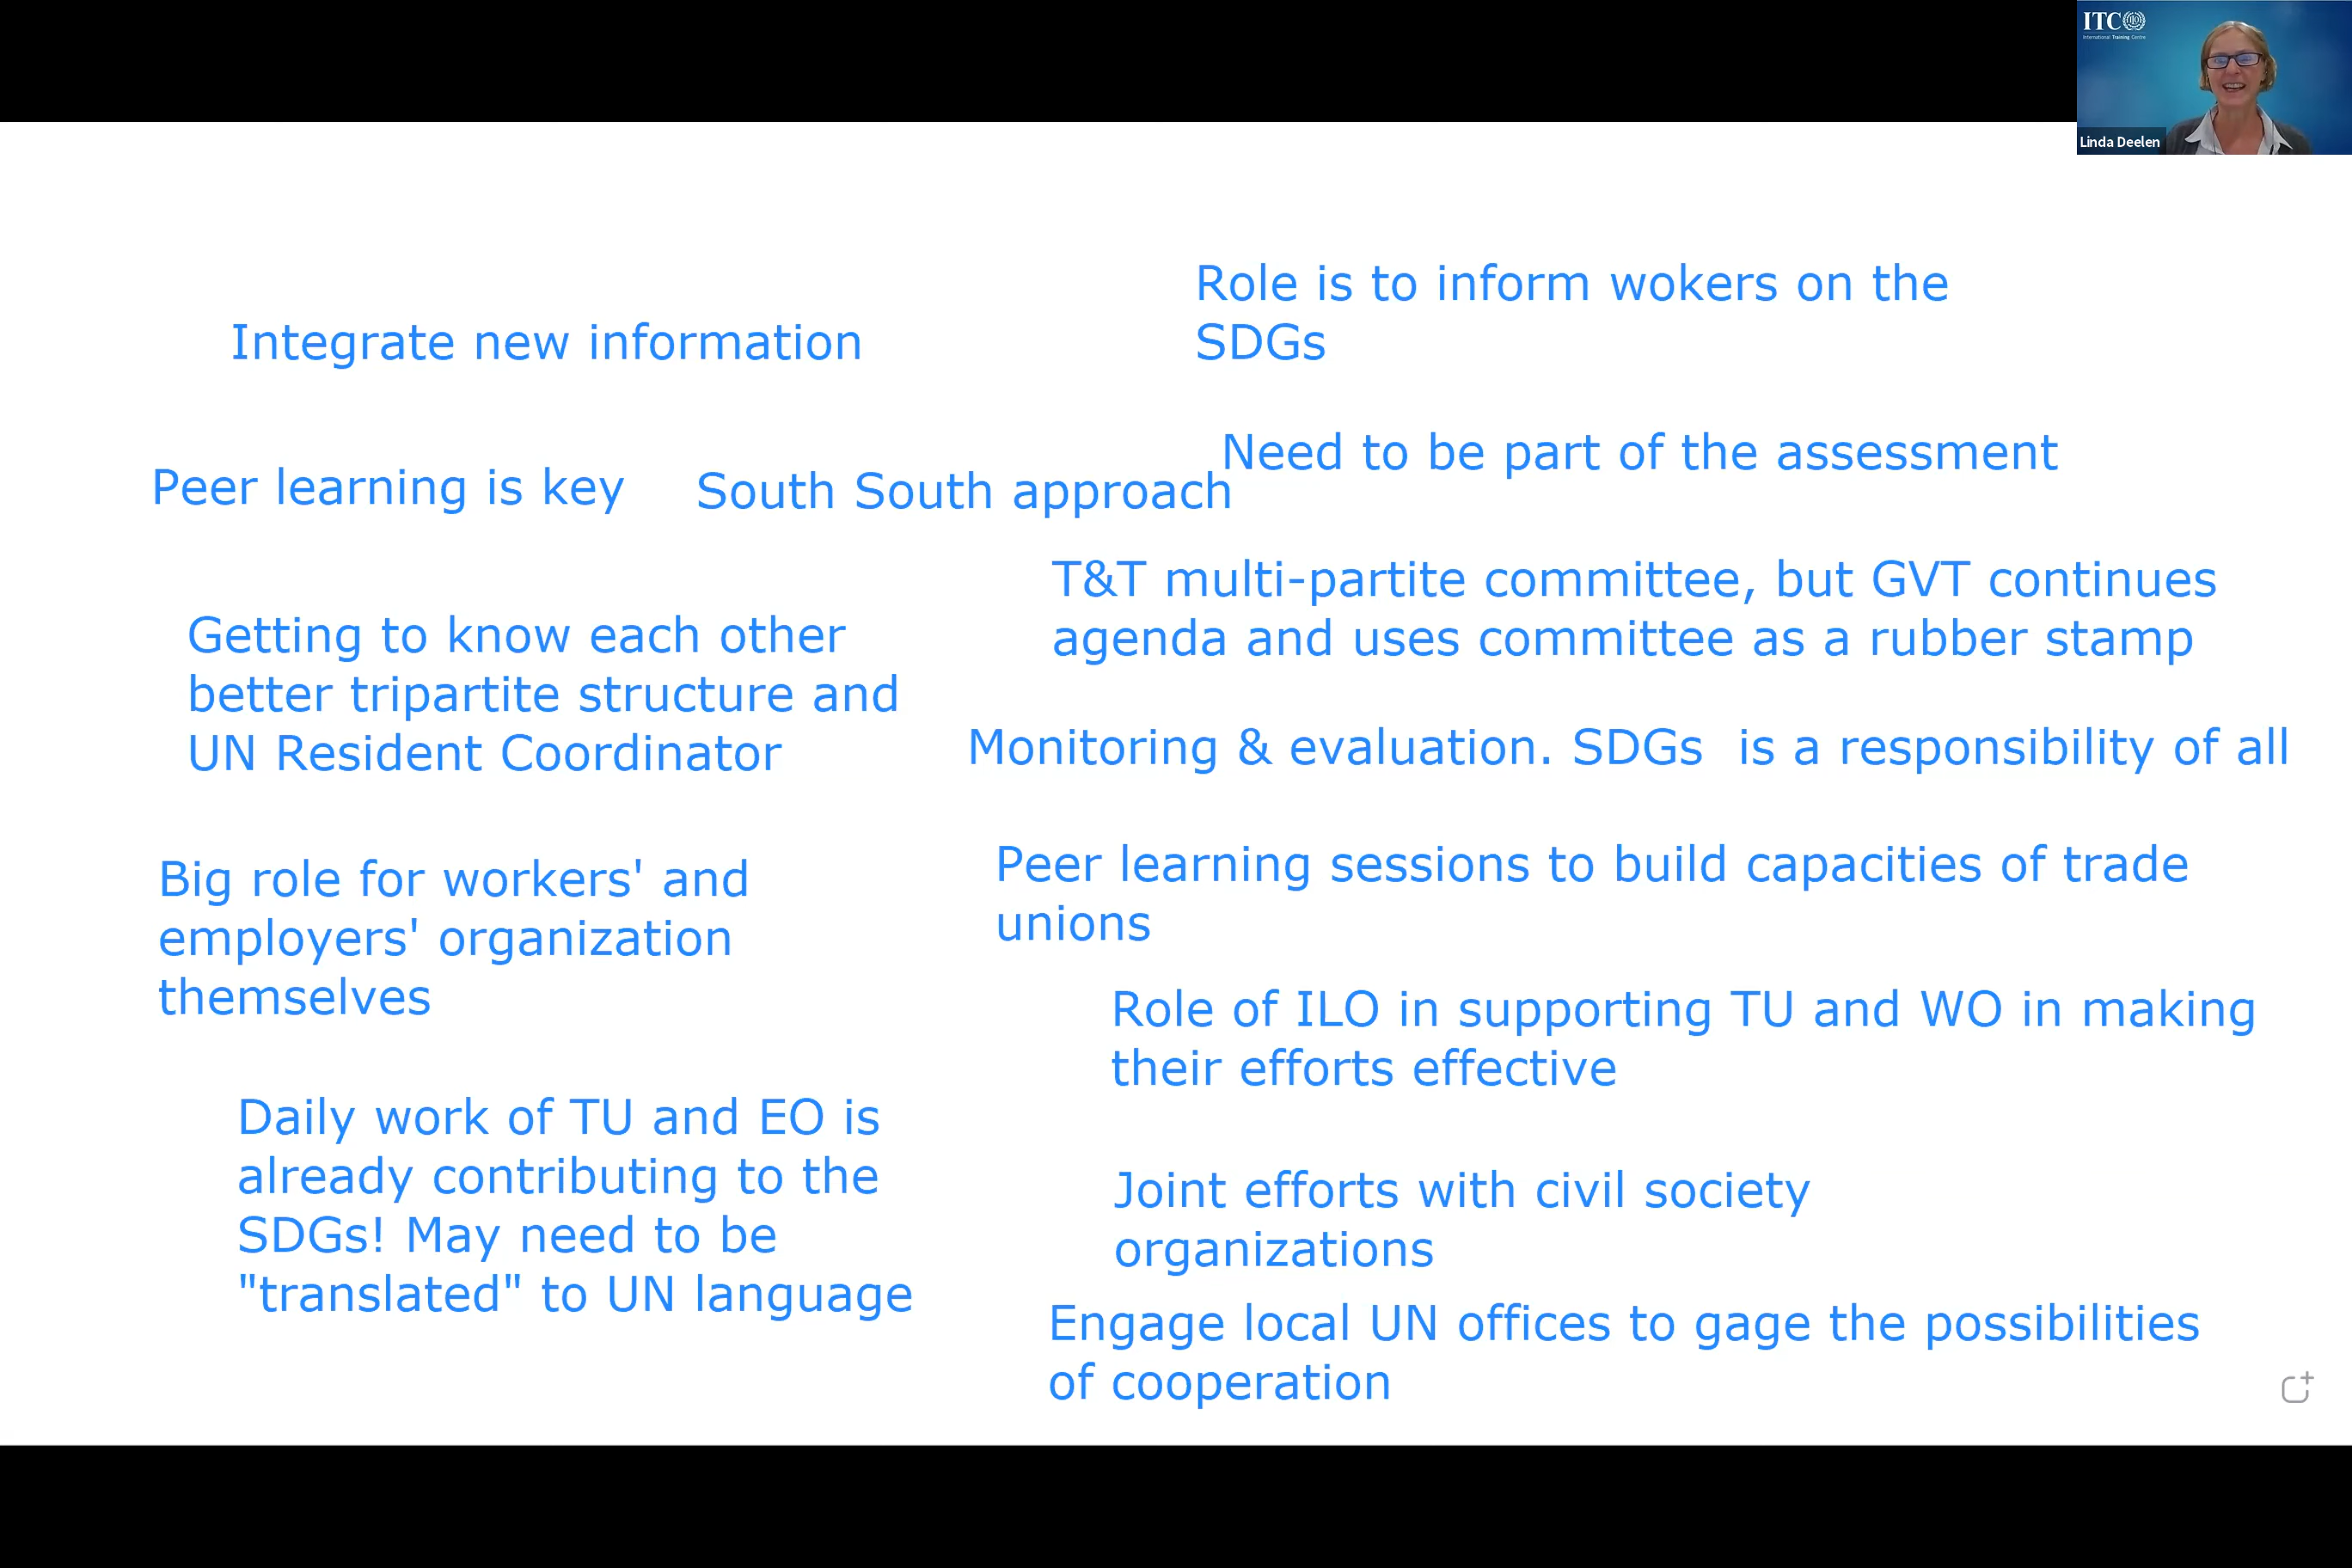 ITC
International Training Centre
Linda Deelen
Integrate new information
Peer learning is key
South South approach
Getting to know each other
better tripartite structure and
UN Resident Coordinator
Big role for workers' and
employers' organization
themselves
Daily work of TU and EO is
already contributing to the
SDGs! May need to be
"translated" to UN language
Role is to inform wokers on the
SDGs
Need to be part of the assessment
T&T multi-partite committee, but GVT continues
agenda and uses committee as a rubber stamp
Monitoring & evaluation. SDGs  is a responsibility of all
Peer learning sessions to build capacities of trade
unions
Role of ILO in supporting TU and WO in making
their efforts effective
Joint efforts with civil society
organizations
Engage local UN offices to gage the possibilities
of cooperation